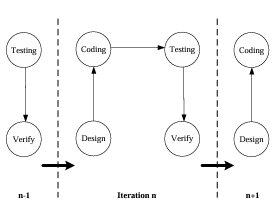 Testing
Coding
Testing
Coding
Verify
Design
Verify
Design
n-1
Iteration n
n+1